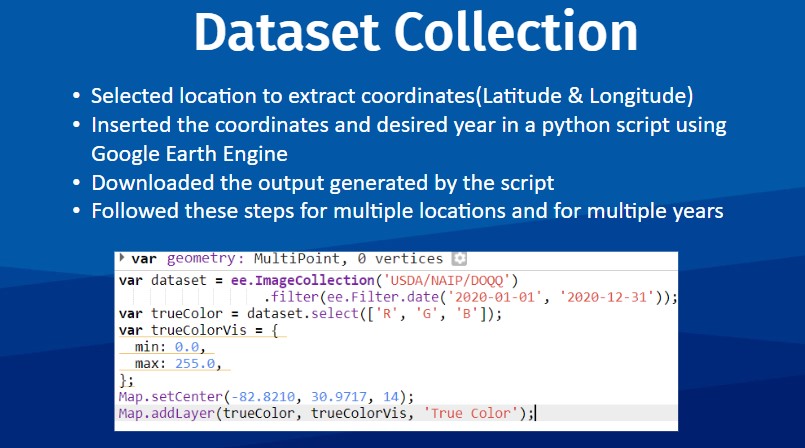 Dataset Collection
• Selected location to extract coordinates(Latitude & Longitude)
• Inserted the coordinates and desired year in a python script using
Google Earth Engine
• Downloaded the output generated by the script
• Followed these steps for multiple locations and for multiple years
var geometry: MultiPoint, 0 vertices
var dataset = ee.ImageCollection('USDA/NAIP/DOQQ')
.filter(ee.Filter.date('2020-01-01', '2020-12-31'));
var trueColor = dataset.select(['R', 'G', 'B']);
var trueColorVis = {
min: 0.0,
max: 255.0,
};
Map.setCenter(-82.8210, 30.9717, 14);
Map.addLayer(trueColor, trueColorVis, 'True Color');